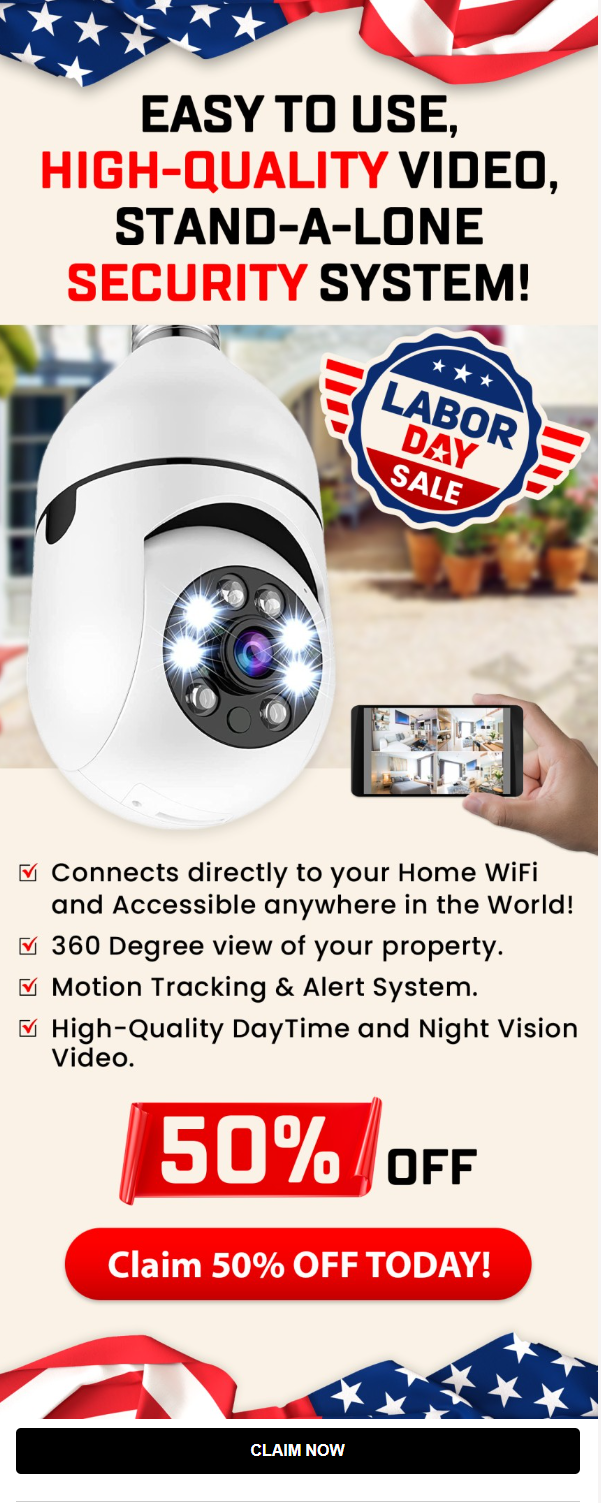 EASY TO USE,
HIGH-QUALITY VIDEO,
STAND-A-LONE
SECURITY SYSTEM!
LABOR
DAY
SALE
Connects directly to your Home WiFi
and Accessible anywhere in the World!
360 Degree view of your property.
Motion Tracking & Alert System.
High-Quality DayTime and Night Vision
Video.
50% OFF
Claim 50% OFF TODAY!
CLAIM NOW